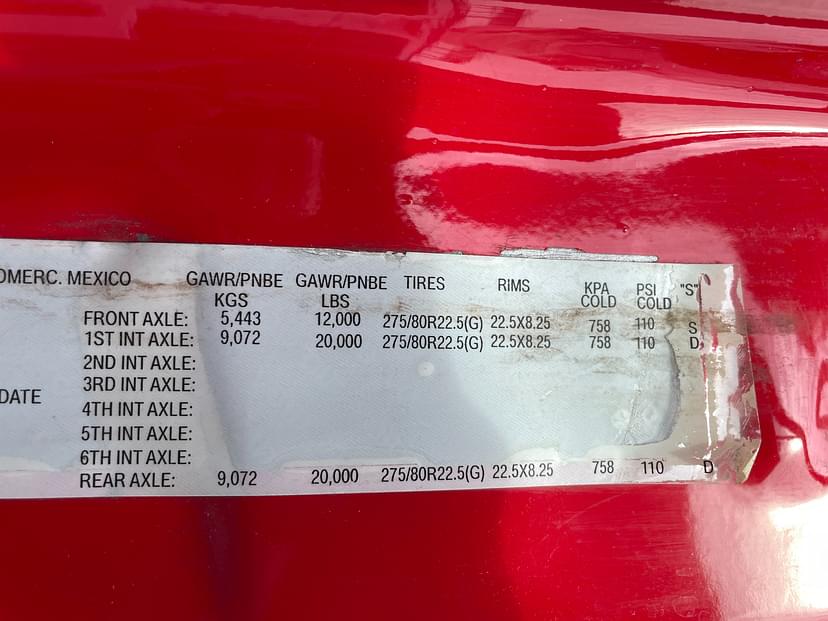 OMERC. MEXICO GAWR/PNBE GAWR/PNBE TIRES RIMS KPA PSI "S"
KGS LBS COLD COLD
FRONT AXLE: 5,443 12,000 275/80R22.5(G) 22.5X8.25 758 110 S
1ST INT AXLE: 9,072 20,000 275/80R22.5(G) 22.5X8.25 758 110 D
2ND INT AXLE:
3RD INT AXLE:
DATE
4TH INT AXLE:
5TH INT AXLE:
6TH INT AXLE:
REAR AXLE: 9,072 20,000 275/80R22.5(G) 22.5X8.25 758 110 D